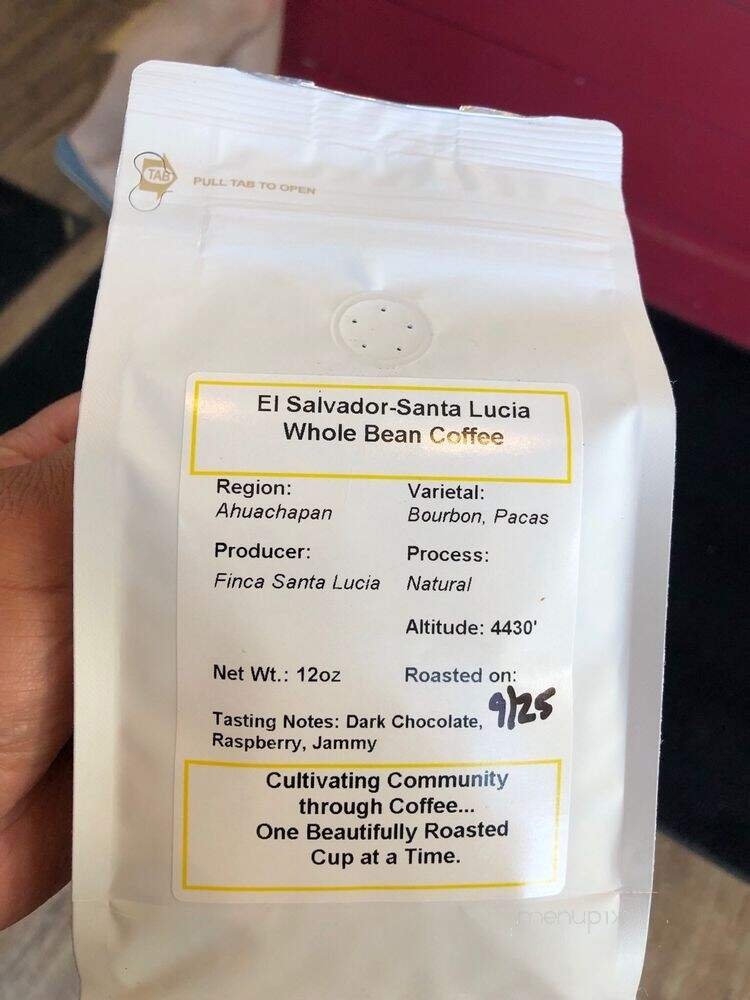 TAB
PULL TAB TO OPEN
El Salvador-Santa Lucia
Whole Bean Coffee
Region:
Ahuachapan
Varietal:
Bourbon, Pacas
Producer:
Finca Santa Lucia
Process:
Natural
Altitude: 4430'
Net Wt.: 12oz
Roasted on:
9/25
Tasting Notes: Dark Chocolate,
Raspberry, Jammy
Cultivating Community
through Coffee...
One Beautifully Roasted
Cup at a Time.
menupix